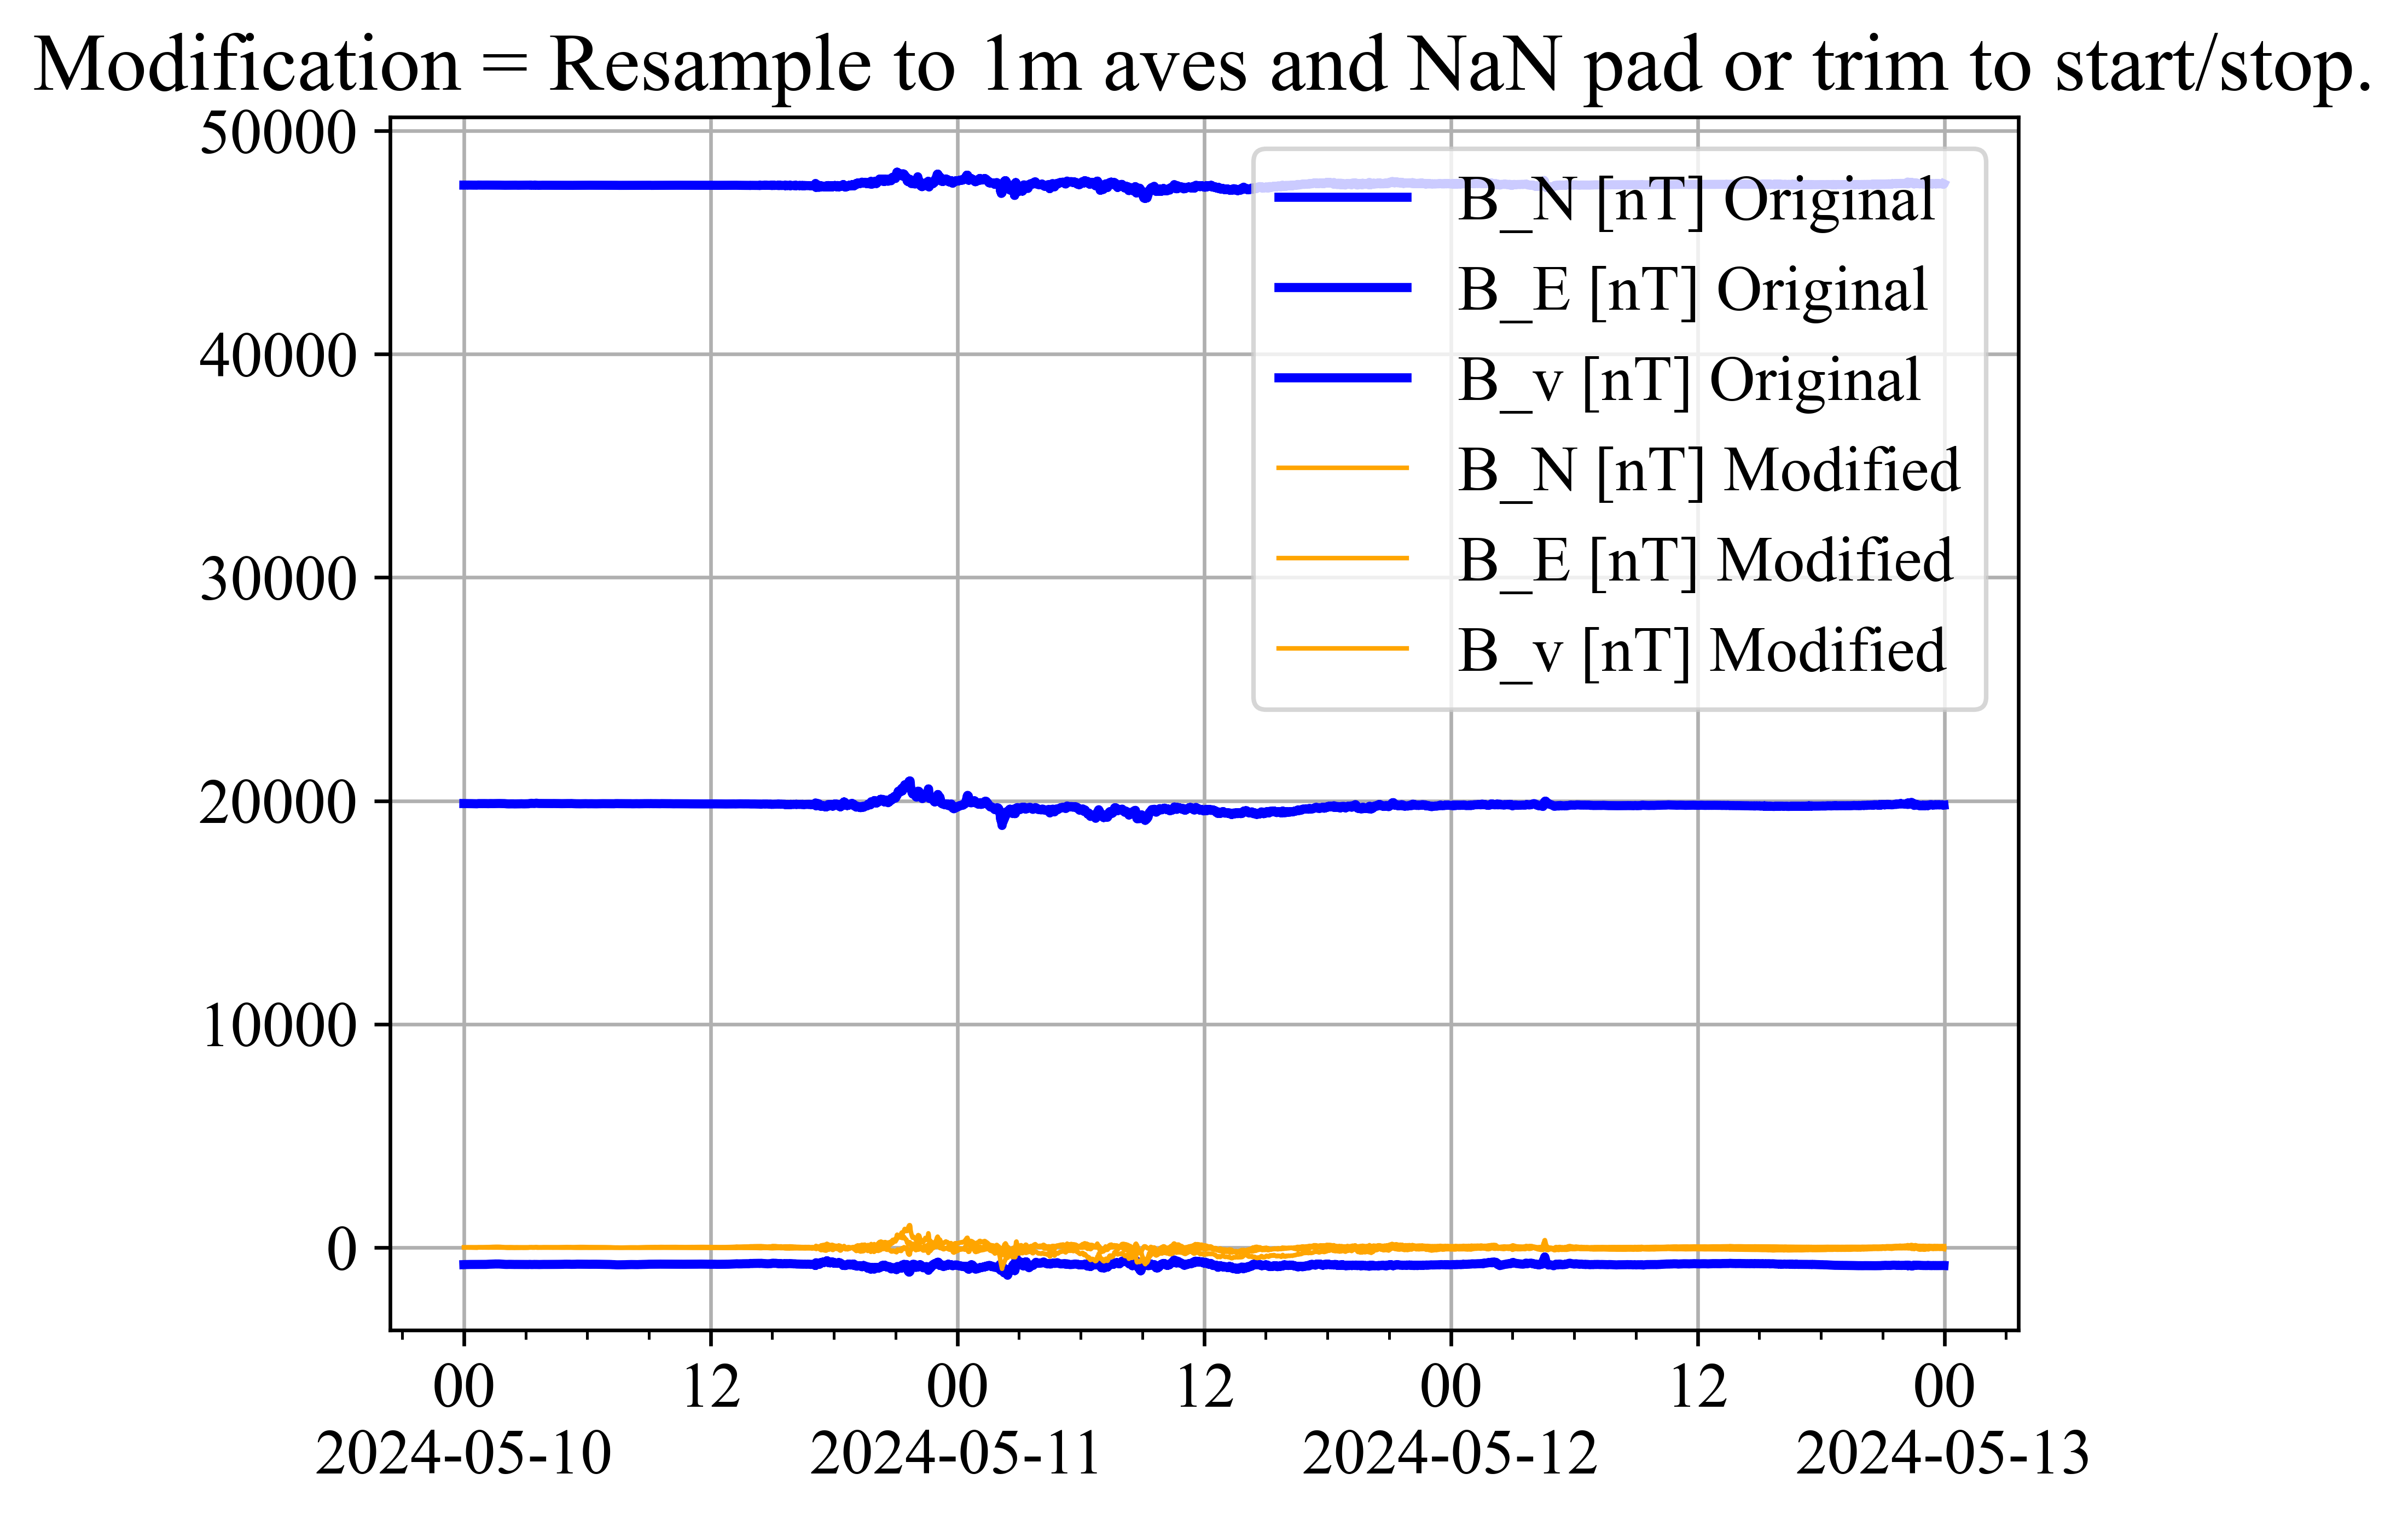 Modification = Resample to 1m aves and NaN pad or trim to start/stop.
50000
40000
30000
20000
10000
0
B_N [nT] Original
B_E [nT] Original
B_v [nT] Original
B_N [nT] Modified
B_E [nT] Modified
B_v [nT] Modified
00 12 00 12 00 12 00
2024-05-10 2024-05-11 2024-05-12 2024-05-13